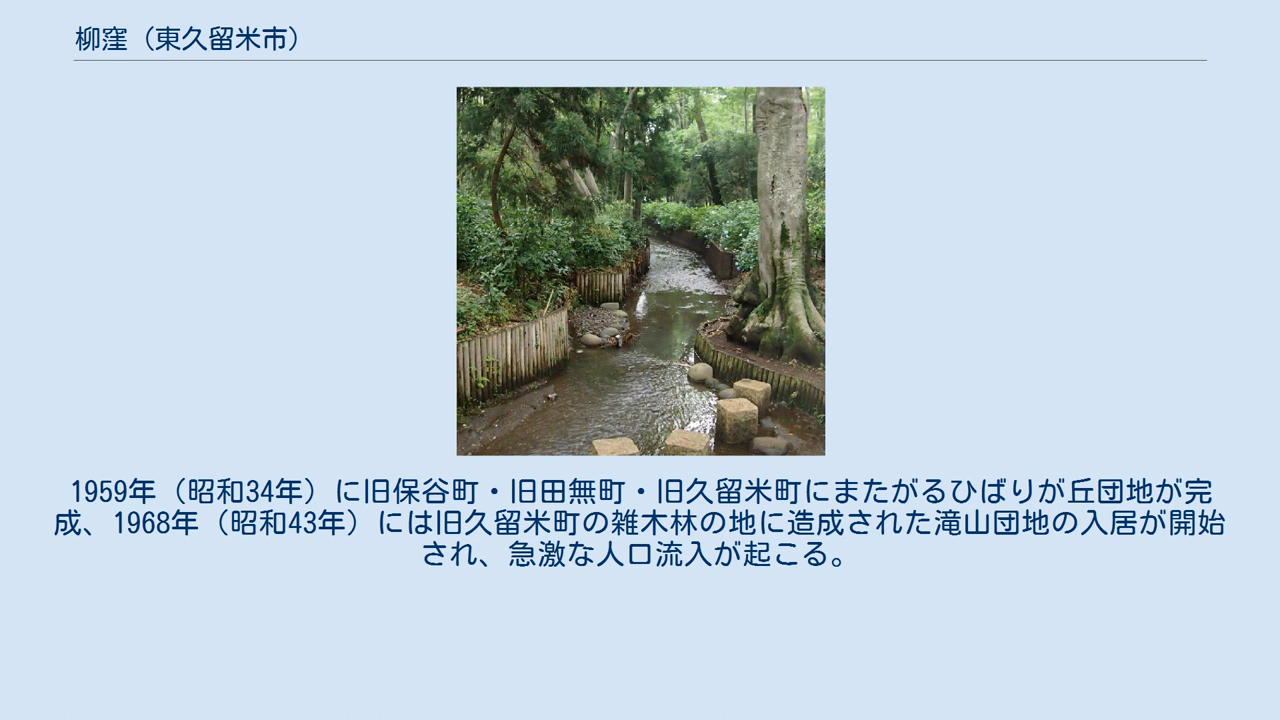 柳窪（東久留米市）
1959年（昭和34年）に旧保谷町・旧田無町・旧久留米町にまたがるひばりが丘団地が完
成、1968年（昭和43年）には旧久留米町の雑木林の地に造成された滝山団地の入居が開始
され、急激な人口流入が起こる。